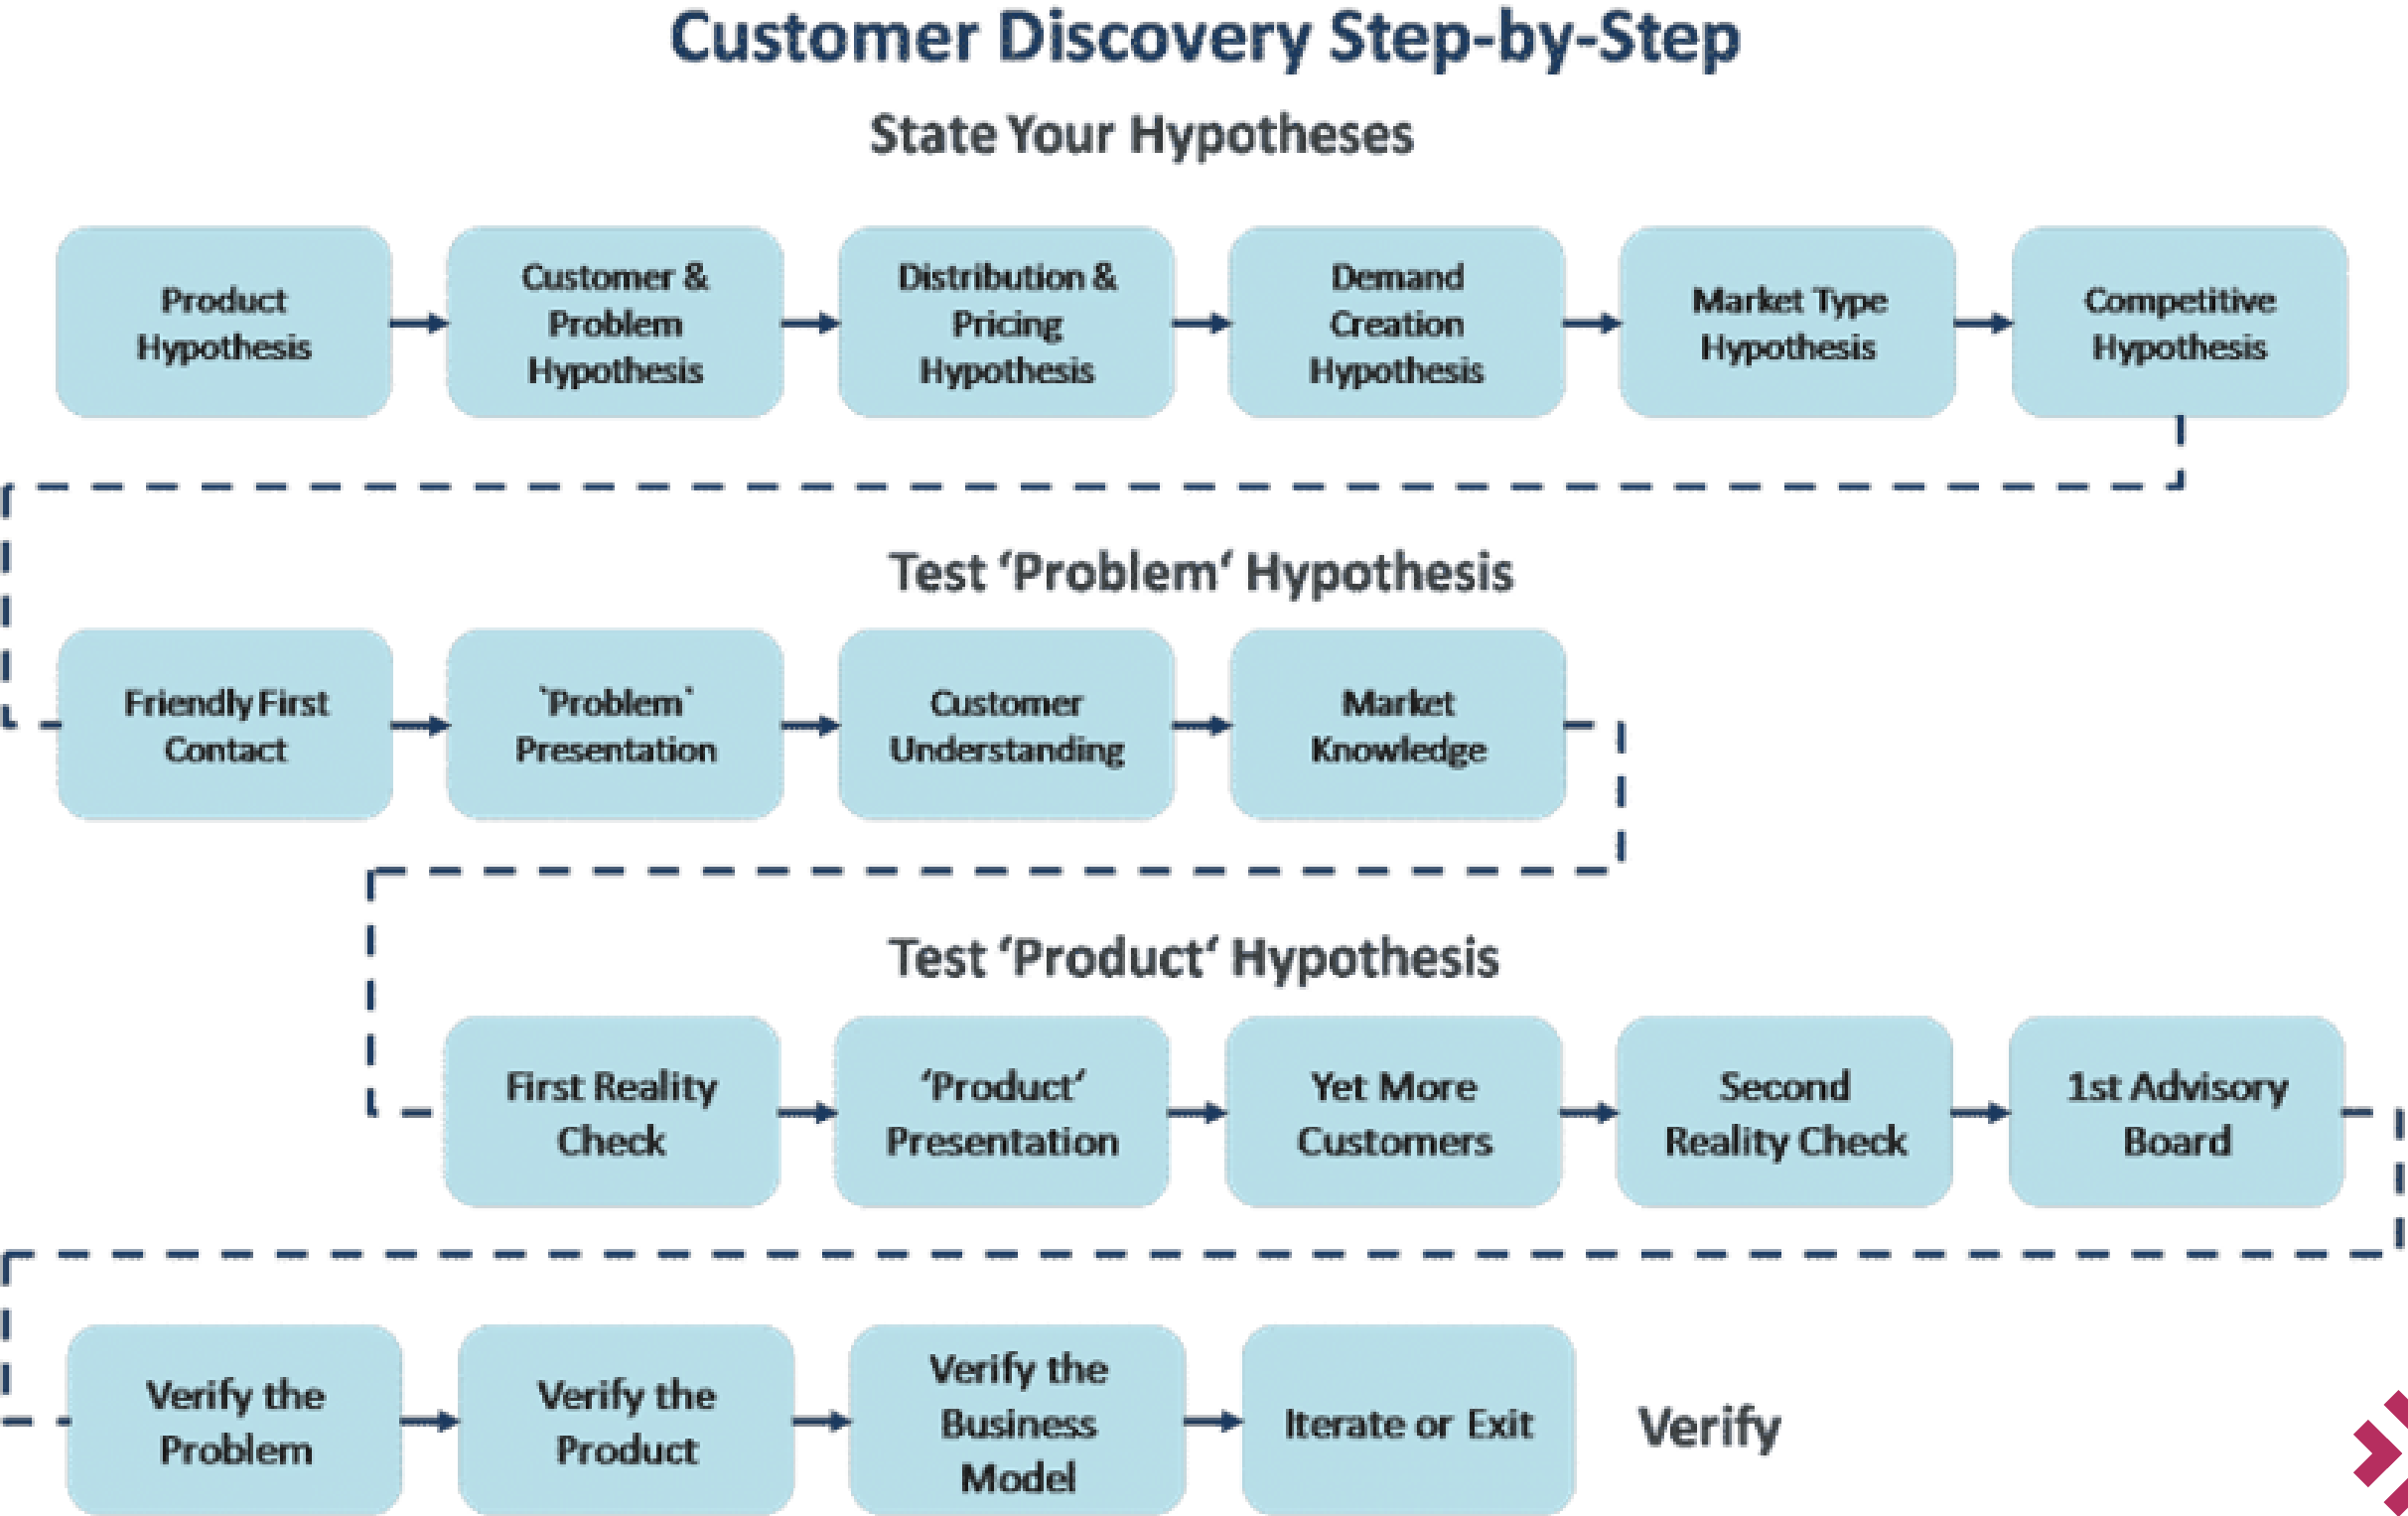 Customer Discovery Step-by-Step
State Your Hypotheses
Product
Hypothesis
Customer &
Problem
Hypothesis
Distribution &
Pricing
Hypothesis
Demand
Creation
Hypothesis
Market Type
Hypothesis
Competitive
Hypothesis
Test ‘Problem‘ Hypothesis
Friendly First
Contact
`Problem`
Presentation
Customer
Understanding
Market
Knowledge
Test ‘Product‘ Hypothesis
First Reality
Check
‘Product‘
Presentation
Yet More
Customers
Second
Reality Check
1st Advisory
Board
Verify the
Problem
Verify the
Product
Verify the
Business
Model
Iterate or Exit
Verify